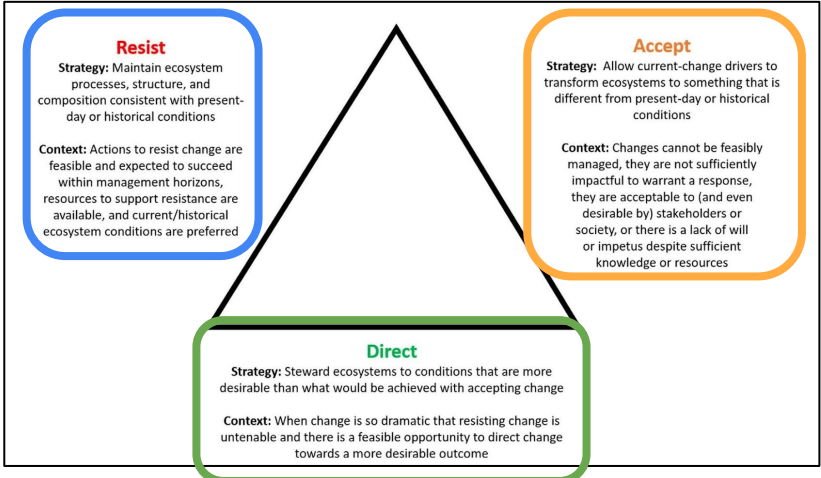 Resist
Strategy: Maintain ecosystem
processes, structure, and
composition consistent with present-
day or historical conditions
Context: Actions to resist change are
feasible and expected to succeed
within management horizons,
resources to support resistance are
available, and current/historical
ecosystem conditions are preferred
Accept
Strategy: Allow current-change drivers to
transform ecosystems to something that is
different from present-day or historical
conditions
Context: Changes cannot be feasibly
managed, they are not sufficiently
impactful to warrant a response,
they are acceptable to (and even
desirable by) stakeholders or
society, or there is a lack of will
or impetus despite sufficient
knowledge or resources
Direct
Strategy: Steward ecosystems to conditions that are more
desirable than what would be achieved with accepting change
Context: When change is so dramatic that resisting change is
untenable and there is a feasible opportunity to direct change
towards a more desirable outcome